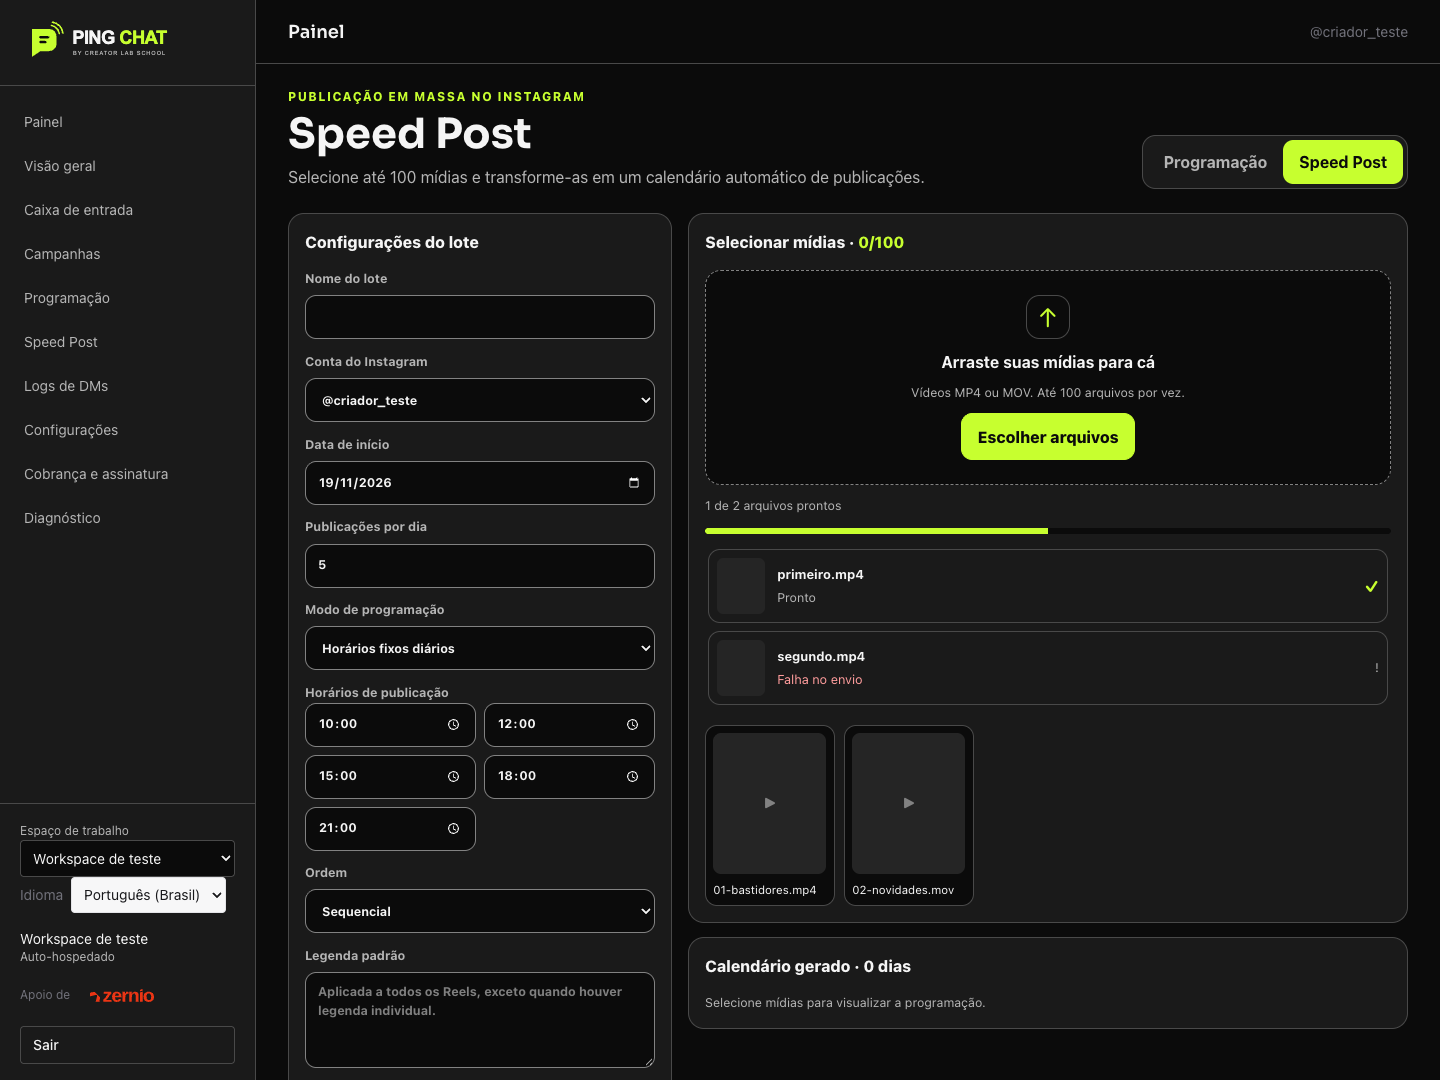 PING CHAT
BY CREATOR LAB SCHOOL
Painel
Visão geral
Caixa de entrada
Campanhas
Programação
Speed Post
Logs de DMs
Configurações
Cobrança e assinatura
Diagnóstico
Espaço de trabalho
Workspace de teste
Idioma Português (Brasil)
Workspace de teste
Auto-hospedado
Apoio de zernio
Sair
Painel
@criador_teste
PUBLICAÇÃO EM MASSA NO INSTAGRAM
Speed Post
Selecione até 100 mídias e transforme-as em um calendário automático de publicações.
Programação Speed Post
Configurações do lote
Nome do lote
Conta do Instagram
@criador_teste
Data de início
19/11/2026
Publicações por dia
5
Modo de programação
Horários fixos diários
Horários de publicação
10:00 12:00
15:00 18:00
21:00
Ordem
Sequencial
Legenda padrão
Aplicada a todos os Reels, exceto quando houver
legenda individual.
Selecionar mídias · 0/100
Arraste suas mídias para cá
Vídeos MP4 ou MOV. Até 100 arquivos por vez.
Escolher arquivos
1 de 2 arquivos prontos
primeiro.mp4
Pronto
segundo.mp4
Falha no envio
!
01-bastidores.mp4 02-novidades.mov
Calendário gerado · 0 dias
Selecione mídias para visualizar a programação.